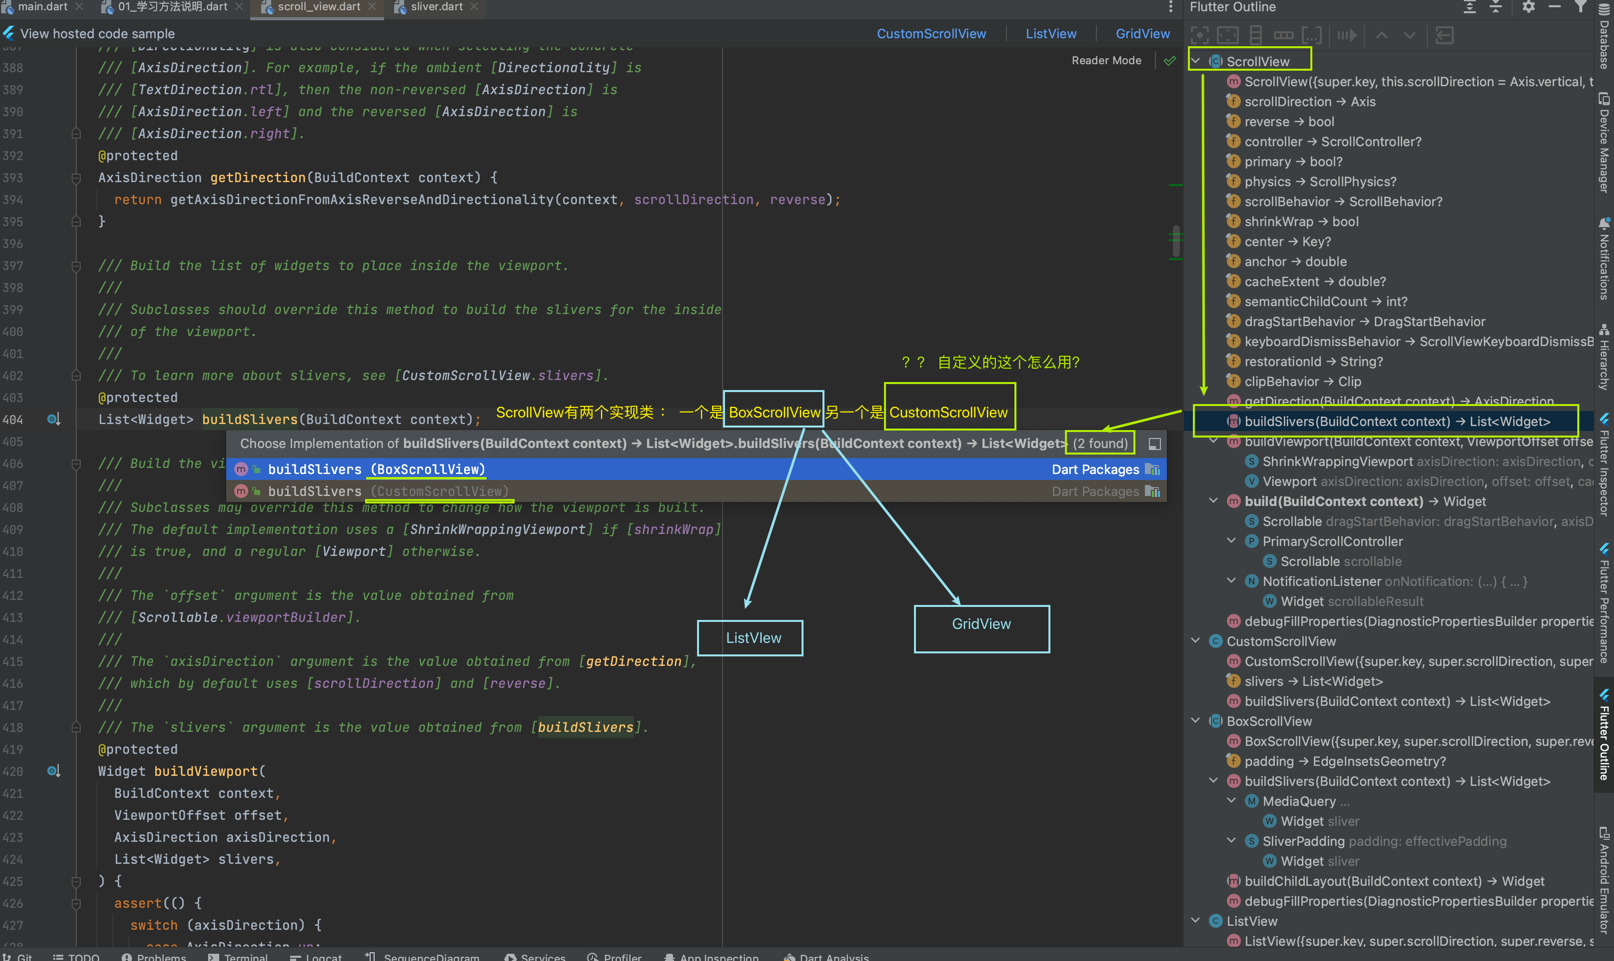 main.dart
01_学习方法说明.dart
scroll_view.dart
sliver.dart
Flutter Outline
View hosted code sample
CustomScrollView
ListView
GridView
Reader Mode
387 /// [Directionality] is also considered when selecting the concrete
388 /// [AxisDirection]. For example, if the ambient [Directionality] is
389 /// [TextDirection.rtl], then the non-reversed [AxisDirection] is
390 /// [AxisDirection.left] and the reversed [AxisDirection] is
391 /// [AxisDirection.right].
392 @protected
393 AxisDirection getDirection(BuildContext context) {
394 return getAxisDirectionFromAxisReverseAndDirectionality(context, scrollDirection, reverse);
395 }
396
397 /// Build the list of widgets to place inside the viewport.
398 ///
399 /// Subclasses should override this method to build the slivers for the inside
400 /// of the viewport.
401 ///
402 /// To learn more about slivers, see [CustomScrollView.slivers].
？？ 自定义的这个怎么用?
403 @protected
404 List<Widget> buildSlivers(BuildContext context);
ScrollView有两个实现类： 一个是 BoxScrollView 另一个是 CustomScrollView
405
Choose Implementation of buildSlivers(BuildContext context) → List<Widget>.buildSlivers(BuildContext context) → List<Widget> (2 found)
buildSlivers (BoxScrollView) Dart Packages
buildSlivers (CustomScrollView) Dart Packages
406 /// Build the vi
407 ///
408 /// Subclasses may override this method to change how the viewport is built.
409 /// The default implementation uses a [ShrinkWrappingViewport] if [shrinkWrap]
410 /// is true, and a regular [Viewport] otherwise.
411 ///
412 /// The `offset` argument is the value obtained from
413 /// [Scrollable.viewportBuilder].
414 ///
ListVIew
GridView
415 /// The `axisDirection` argument is the value obtained from [getDirection],
416 /// which by default uses [scrollDirection] and [reverse].
417 ///
418 /// The `slivers` argument is the value obtained from [buildSlivers].
419 @protected
420 Widget buildViewport(
421 BuildContext context,
422 ViewportOffset offset,
423 AxisDirection axisDirection,
424 List<Widget> slivers,
425 ) {
426 assert(() {
427 switch (axisDirection) {
428 case AxisDirection.up:
ScrollView
ScrollView({super.key, this.scrollDirection = Axis.vertical, t
scrollDirection → Axis
reverse → bool
controller → ScrollController?
primary → bool?
physics → ScrollPhysics?
scrollBehavior → ScrollBehavior?
shrinkWrap → bool
center → Key?
anchor → double
cacheExtent → double?
semanticChildCount → int?
dragStartBehavior → DragStartBehavior
keyboardDismissBehavior → ScrollViewKeyboardDismissB
restorationId → String?
clipBehavior → Clip
getDirection(BuildContext context) → AxisDirection
buildSlivers(BuildContext context) → List<Widget>
buildViewport(BuildContext context, ViewportOffset offse
ShrinkWrappingViewport axisDirection: axisDirection, c
Viewport axisDirection: axisDirection, offset: offset, cac
build(BuildContext context) → Widget
Scrollable dragStartBehavior: dragStartBehavior, axisD
PrimaryScrollController
Scrollable scrollable
NotificationListener onNotification: (...) { ... }
Widget scrollableResult
debugFillProperties(DiagnosticPropertiesBuilder propertie
CustomScrollView
CustomScrollView({super.key, super.scrollDirection, super
slivers → List<Widget>
buildSlivers(BuildContext context) → List<Widget>
BoxScrollView
BoxScrollView({super.key, super.scrollDirection, super.reve
padding → EdgeInsetsGeometry?
buildSlivers(BuildContext context) → List<Widget>
MediaQuery ...
Widget sliver
SliverPadding padding: effectivePadding
Widget sliver
buildChildLayout(BuildContext context) → Widget
debugFillProperties(DiagnosticPropertiesBuilder propertie
ListView
ListView({super.key, super.scrollDirection, super.reverse, s
Database
Device Manager
Notifications
Hierarchy
Flutter Inspector
Flutter Performance
Flutter Outline
Android Emulator
Git
TODO
Problems
Terminal
Logcat
SequenceDiagram
Services
Profiler
App Inspection
Dart Analysis